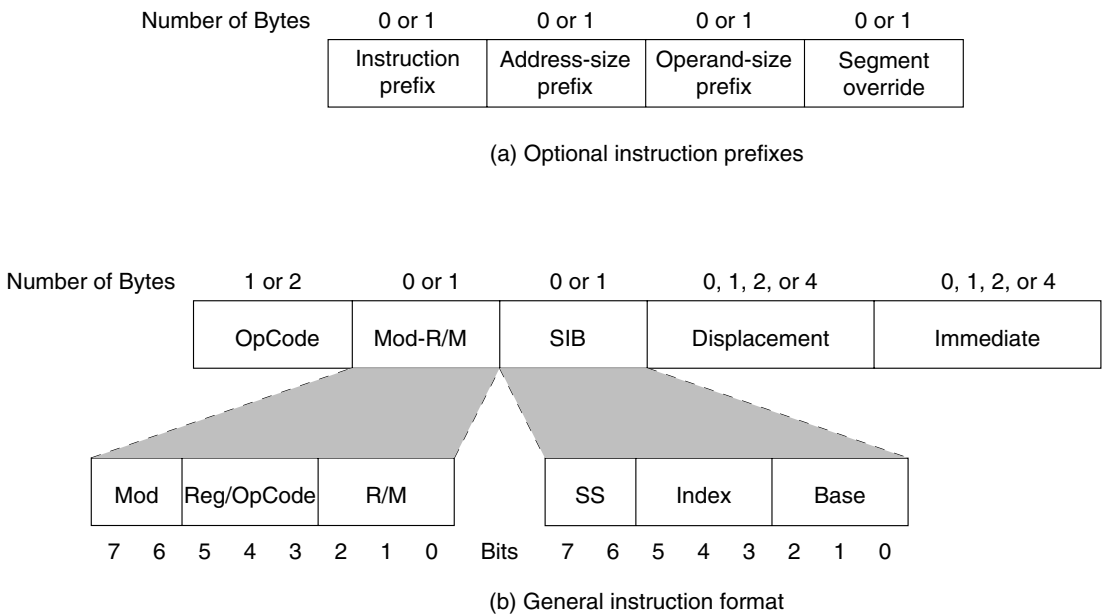 Number of Bytes 0 or 1 0 or 1 0 or 1 0 or 1
Instruction prefix Address-size prefix Operand-size prefix Segment override
(a) Optional instruction prefixes
Number of Bytes 1 or 2 0 or 1 0 or 1 0, 1, 2, or 4 0, 1, 2, or 4
OpCode Mod-R/M SIB Displacement Immediate
Mod Reg/OpCode R/M SS Index Base
7 6 5 4 3 2 1 0 Bits 7 6 5 4 3 2 1 0
(b) General instruction format